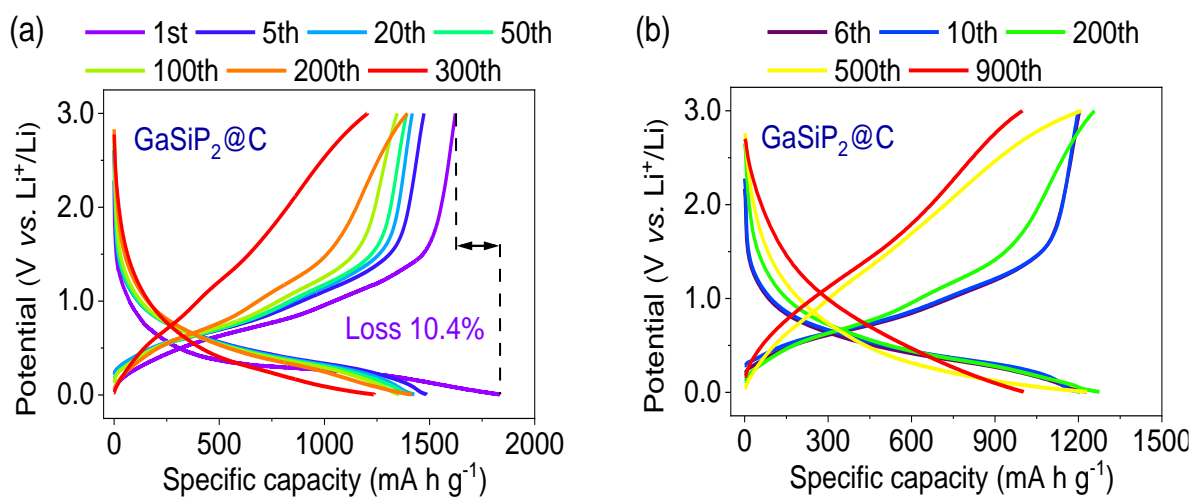 (a)
1st 5th 20th 50th
100th 200th 300th
3.0
2.0
1.0
0.0
Potential (V vs. Li⁺/Li)
GaSiP₂@C
Loss 10.4%
0 500 1000 1500 2000
Specific capacity (mA h g⁻¹)
(b)
6th 10th 200th
500th 900th
3.0
2.0
1.0
0.0
Potential (V vs. Li⁺/Li)
GaSiP₂@C
0 300 600 900 1200 1500
Specific capacity (mA h g⁻¹)